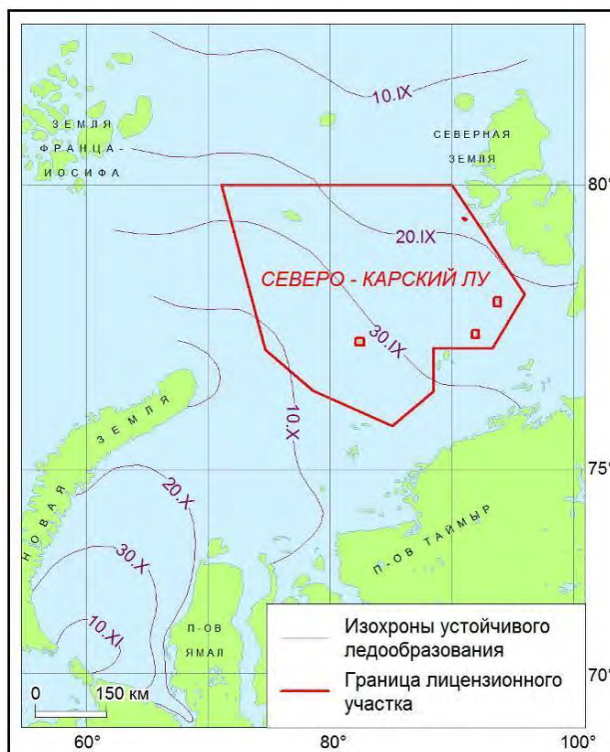 10.IX
ЗЕМЛЯ
ФРАНЦА-
ИОСИФА
СЕВЕРНАЯ
ЗЕМЛЯ
80°
20.IX
СЕВЕРО - КАРСКИЙ ЛУ
30.IX
НОВАЯ ЗЕМЛЯ
10.X
75°
20.X
П-ОВ ТАЙМЫР
30.X
10.XI
П-ОВ
ЯМАЛ
Изохроны устойчивого
ледообразования
Граница лицензионного
участка
0 150 км
70°
60° 80° 100°